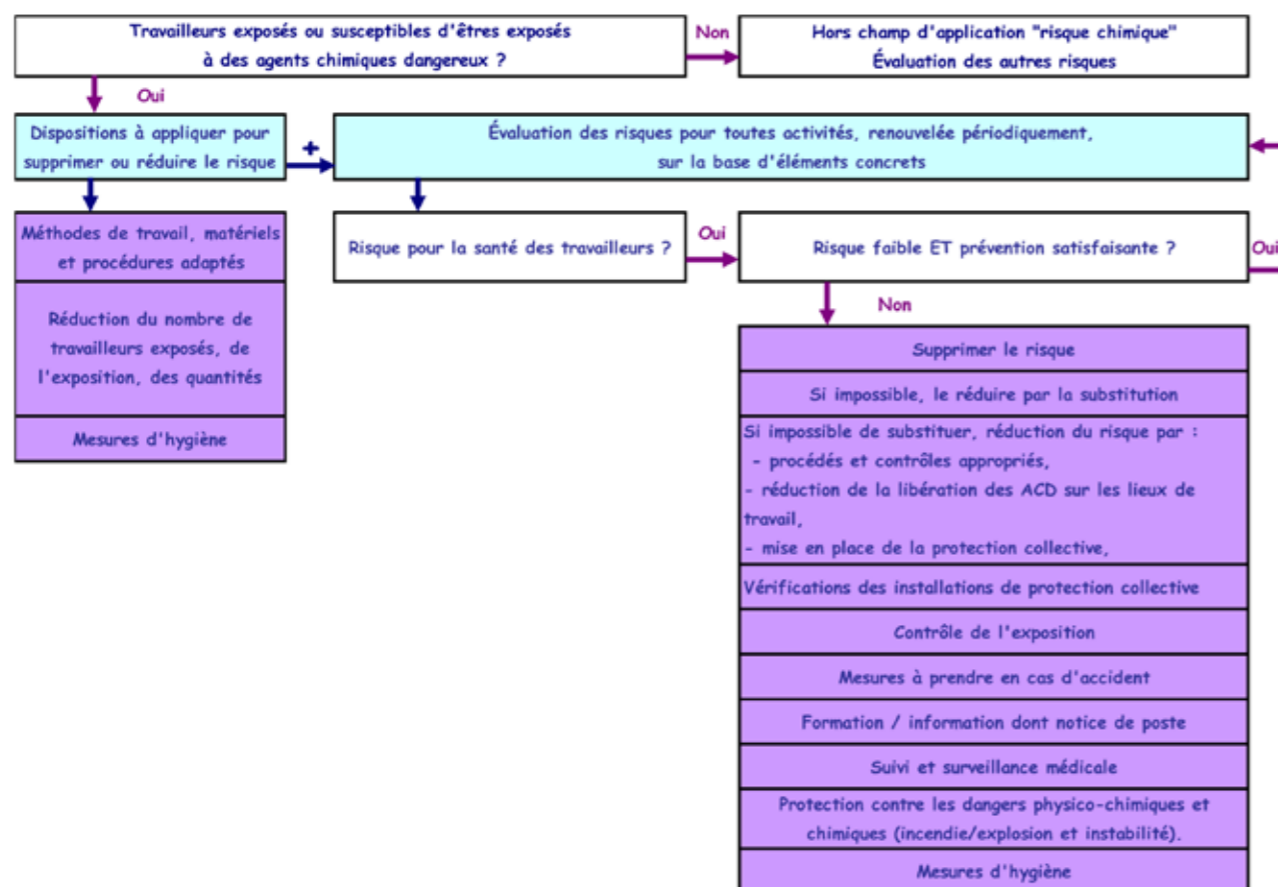 Travailleurs exposés ou susceptibles d'êtres exposés
à des agents chimiques dangereux ?
Non
Hors champ d'application "risque chimique"
Évaluation des autres risques
Oui
Dispositions à appliquer pour
supprimer ou réduire le risque
+
Évaluation des risques pour toutes activités, renouvelée périodiquement,
sur la base d'éléments concrets
Méthodes de travail, matériels
et procédures adaptés
Réduction du nombre de
travailleurs exposés, de
l'exposition, des quantités
Mesures d'hygiène
Risque pour la santé des travailleurs ?
Oui
Risque faible ET prévention satisfaisante ?
Oui
Non
Supprimer le risque
Si impossible, le réduire par la substitution
Si impossible de substituer, réduction du risque par :
- procédés et contrôles appropriés,
- réduction de la libération des ACD sur les lieux de
travail,
- mise en place de la protection collective,
Vérifications des installations de protection collective
Contrôle de l'exposition
Mesures à prendre en cas d'accident
Formation / information dont notice de poste
Suivi et surveillance médicale
Protection contre les dangers physico-chimiques et
chimiques (incendie/explosion et instabilité).
Mesures d'hygiène